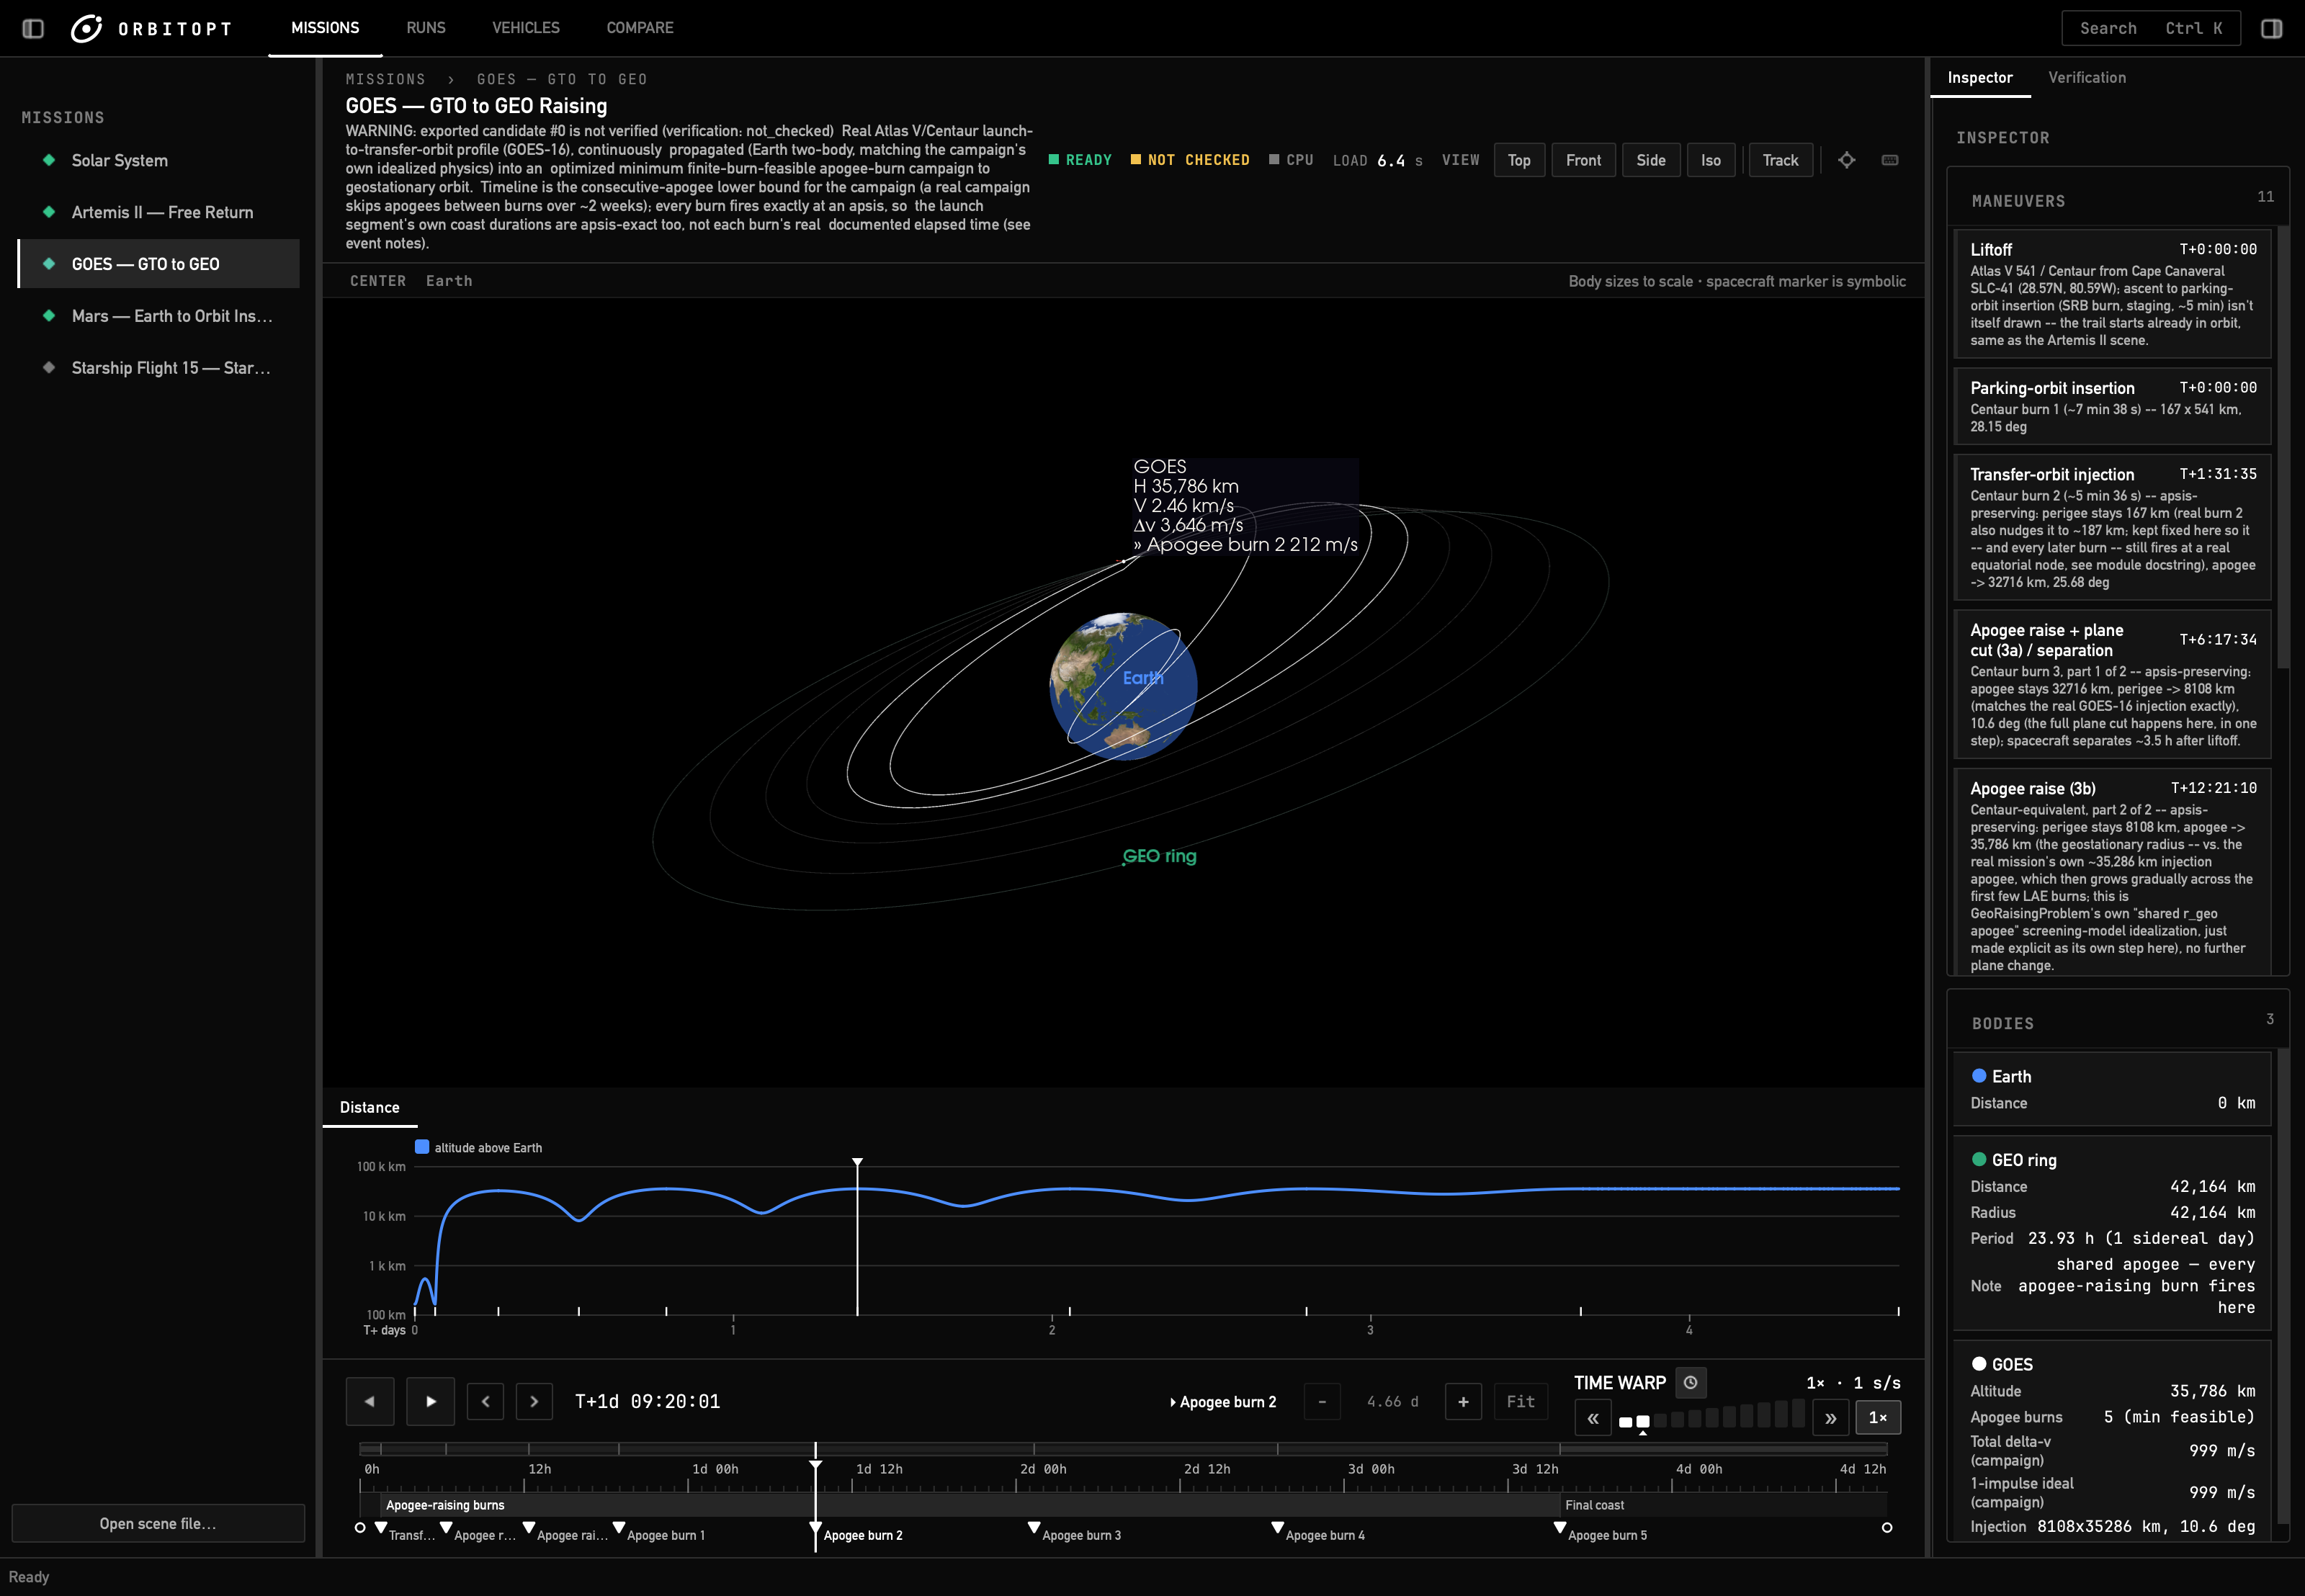 ORBITOPT
MISSIONS
RUNS
VEHICLES
COMPARE
Search Ctrl K
MISSIONS
Solar System
Artemis II — Free Return
GOES — GTO to GEO
Mars — Earth to Orbit Ins…
Starship Flight 15 — Star…
Open scene file…
Ready
MISSIONS › GOES — GTO TO GEO
GOES — GTO to GEO Raising
WARNING: exported candidate #0 is not verified (verification: not_checked) Real Atlas V/Centaur launch-
to-transfer-orbit profile (GOES-16), continuously propagated (Earth two-body, matching the campaign's
own idealized physics) into an optimized minimum finite-burn-feasible apogee-burn campaign to
geostationary orbit. Timeline is the consecutive-apogee lower bound for the campaign (a real campaign
skips apogees between burns over ~2 weeks); every burn fires exactly at an apsis, so the launch
segment's own coast durations are apsis-exact too, not each burn's real documented elapsed time (see
event notes).
READY
NOT CHECKED
CPU
LOAD 6.4 s
VIEW
Top
Front
Side
Iso
Track
CENTER Earth
Body sizes to scale · spacecraft marker is symbolic
GOES
H 35,786 km
V 2.46 km/s
Δv 3,646 m/s
» Apogee burn 2 212 m/s
Earth
GEO ring
Distance
altitude above Earth
100 k km
10 k km
1 k km
100 km
T+ days 0 1 2 3 4
T+1d 09:20:01
Apogee burn 2
- 4.66 d +
Fit
TIME WARP
1× · 1 s/s
« » 1×
0h 12h 1d 00h 1d 12h 2d 00h 2d 12h 3d 00h 3d 12h 4d 00h 4d 12h
Apogee-raising burns
Final coast
Transf… Apogee r… Apogee rai… Apogee burn 1 Apogee burn 2 Apogee burn 3 Apogee burn 4 Apogee burn 5
Inspector
Verification
INSPECTOR
MANEUVERS 11
Liftoff T+0:00:00
Atlas V 541 / Centaur from Cape Canaveral
SLC-41 (28.57N, 80.59W); ascent to parking-
orbit insertion (SRB burn, staging, ~5 min) isn't
itself drawn -- the trail starts already in orbit,
same as the Artemis II scene.
Parking-orbit insertion T+0:00:00
Centaur burn 1 (~7 min 38 s) -- 167 x 541 km,
28.15 deg
Transfer-orbit injection T+1:31:35
Centaur burn 2 (~5 min 36 s) -- apsis-
preserving: perigee stays 167 km (real burn 2
also nudges it to ~187 km; kept fixed here so it
-- and every later burn -- still fires at a real
equatorial node, see module docstring), apogee
-> 32716 km, 25.68 deg
Apogee raise + plane
cut (3a) / separation T+6:17:34
Centaur burn 3, part 1 of 2 -- apsis-preserving:
apogee stays 32716 km, perigee -> 8108 km
(matches the real GOES-16 injection exactly),
10.6 deg (the full plane cut happens here, in one
step); spacecraft separates ~3.5 h after liftoff.
Apogee raise (3b) T+12:21:10
Centaur-equivalent, part 2 of 2 -- apsis-
preserving: perigee stays 8108 km, apogee ->
35,786 km (the geostationary radius -- vs. the
real mission's own ~35,286 km injection
apogee, which then grows gradually across the
first few LAE burns; this is
GeoRaisingProblem's own "shared r_geo
apogee" screening-model idealization, just
made explicit as its own step here), no further
plane change.
BODIES 3
Earth
Distance 0 km
GEO ring
Distance 42,164 km
Radius 42,164 km
Period 23.93 h (1 sidereal day)
Note shared apogee — every
apogee-raising burn fires
here
GOES
Altitude 35,786 km
Apogee burns 5 (min feasible)
Total delta-v
(campaign) 999 m/s
1-impulse ideal
(campaign) 999 m/s
Injection 8108x35286 km, 10.6 deg